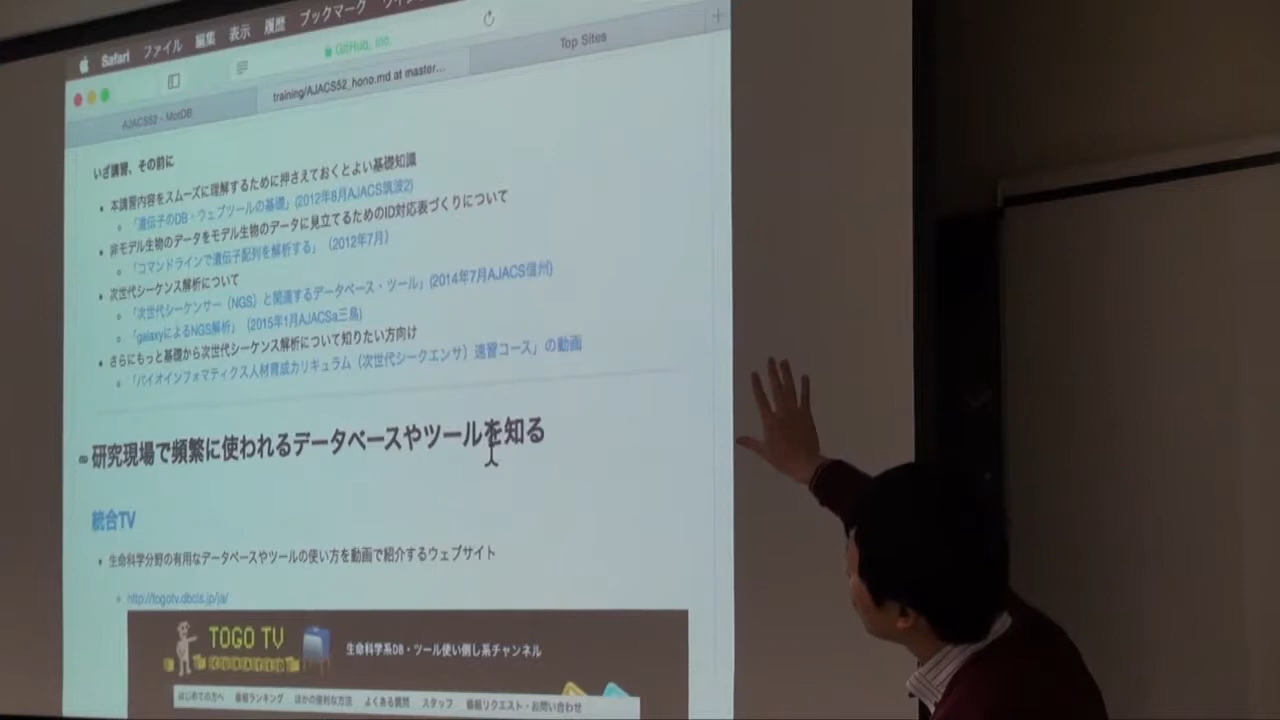 Safari ファイル 編集 表示 履歴 ブックマーク
GitHub, Inc.
AJACS52 - MotDB
training/AJACS52_hono.md at master...
Top Sites
いざ講習、その前に
本講習内容をスムーズに理解するために押さえておくとよい基礎知識
「遺伝子のDB・ウェブツールの基礎」(2012年8月AJACS筑波2)
非モデル生物のデータをモデル生物のデータに見立てるためのID対応表づくりについて
「コマンドラインで遺伝子配列を解析する」（2012年7月）
次世代シーケンス解析について
「次世代シーケンサー（NGS）と関連するデータベース・ツール」(2014年7月AJACS信州)
「galaxyによるNGS解析」（2015年1月AJACSa三島)
さらにもっと基礎から次世代シーケンス解析について知りたい方向け
「バイオインフォマティクス人材育成カリキュラム（次世代シークエンサ）速習コース」の動画
研究現場で頻繁に使われるデータベースやツールを知る
統合TV
生命科学分野の有用なデータベースやツールの使い方を動画で紹介するウェブサイト
http://togotv.dbcls.jp/ja/
TOGO TV
生命科学系DB・ツール使い倒し系チャンネル
はじめての方へ 番組ランキング ほかの便利な方法 よくある質問 スタッフ 番組リクエスト・お問い合わせ